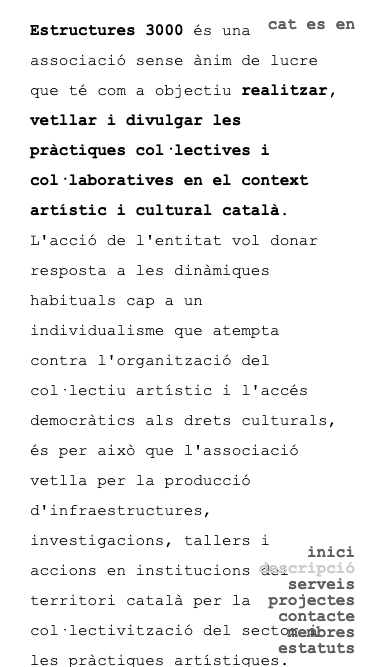 cat es en
Estructures 3000 és una
associació sense ànim de lucre
que té com a objectiu realitzar,
vetllar i divulgar les
pràctiques col·lectives i
col·laboratives en el context
artístic i cultural català.
L'acció de l'entitat vol donar
resposta a les dinàmiques
habituals cap a un
individualisme que atempta
contra l'organització del
col·lectiu artístic i l'accés
democràtics als drets culturals,
és per això que l'associació
vetlla per la producció
d'infraestructures,
investigacions, tallers i
accions en institucions del
territori català per la
col·lectivització del sector i
les pràctiques artístiques.
inici
descripció
serveis
projectes
contacte
membres
estatuts